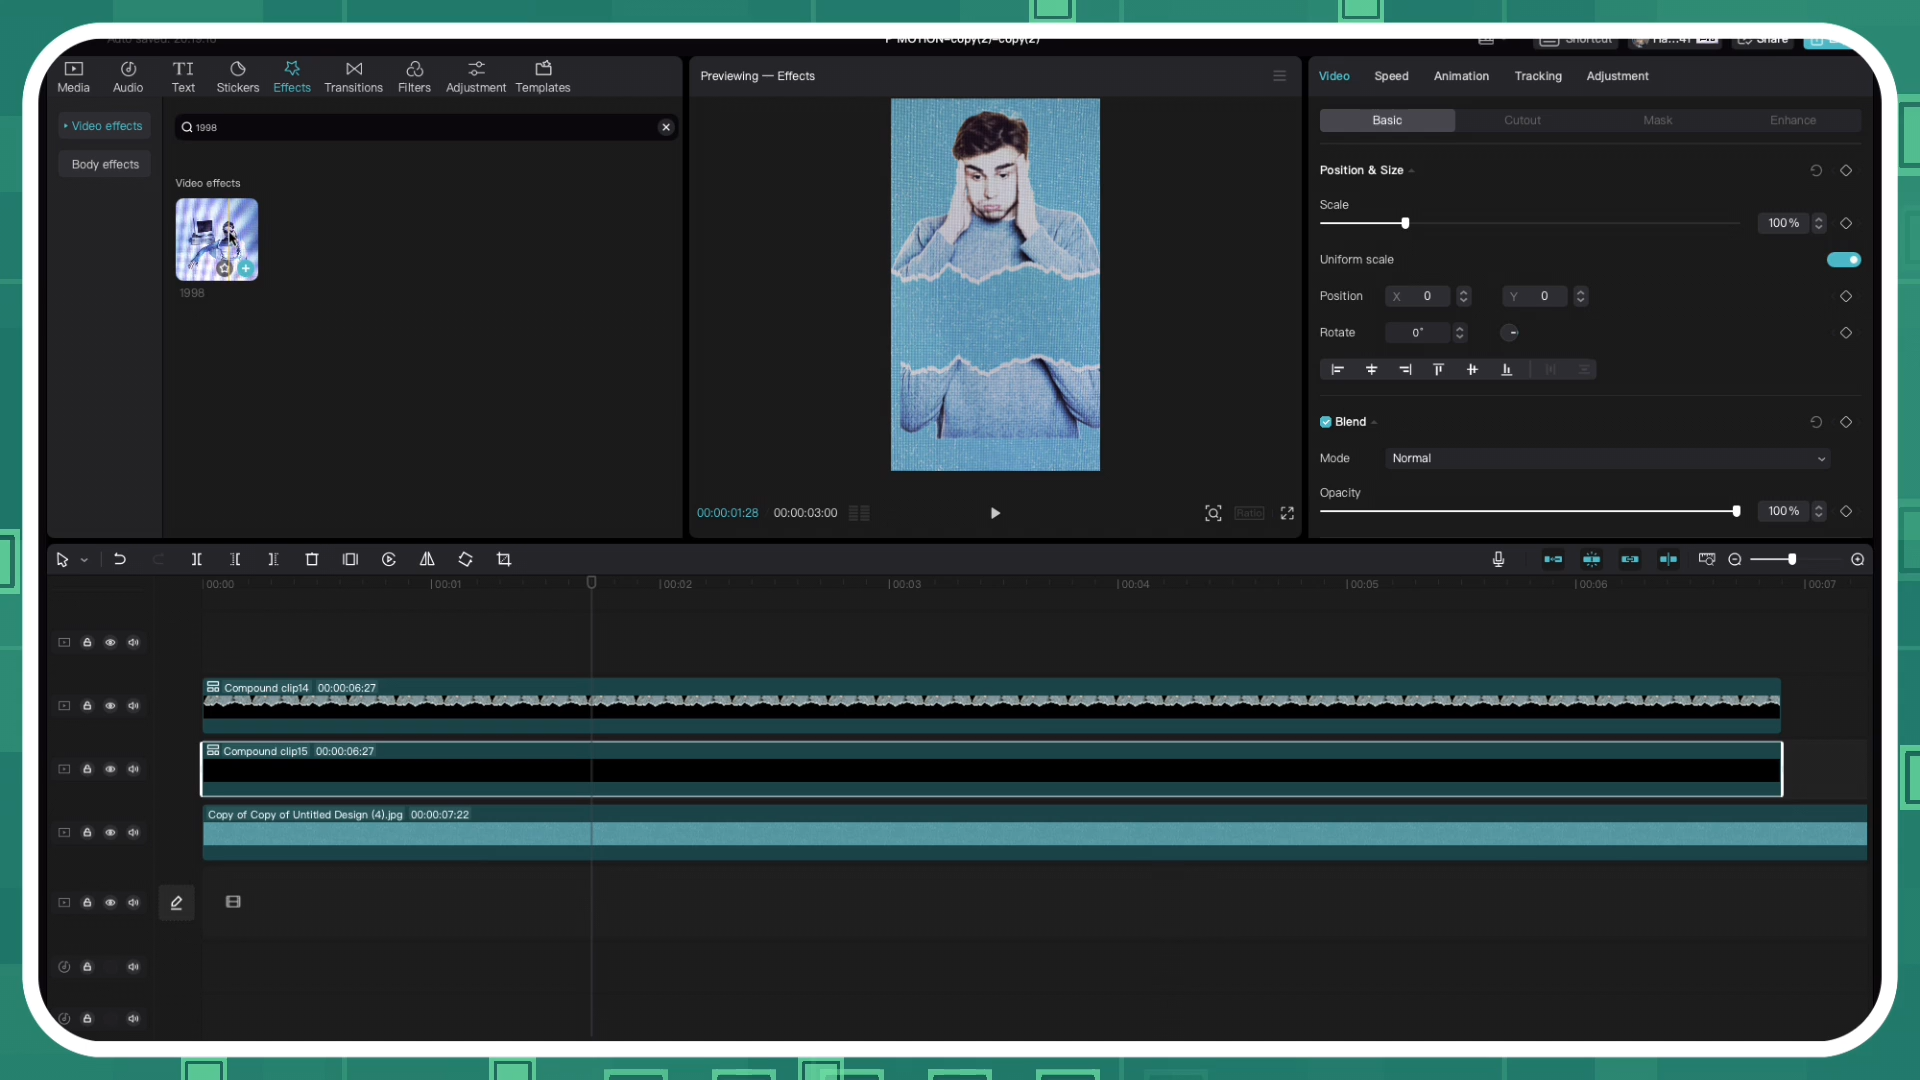 Auto saved: 20:19:10
P MOTION-copy(2)-copy(2)
Shortcut
Ha...41
Share
Media
Audio
Text
Stickers
Effects
Transitions
Filters
Adjustment
Templates
Video effects
Body effects
1998
Video effects
1998
Previewing — Effects
00:00:01:28
00:00:03:00
Ratio
Video
Speed
Animation
Tracking
Adjustment
Basic
Cutout
Mask
Enhance
Position & Size
Scale
100%
Uniform scale
Position
X 0
Y 0
Rotate
0°
Blend
Mode
Normal
Opacity
100%
00:00
00:01
00:02
00:03
00:04
00:05
00:06
00:07
Compound clip14 00:00:06:27
Compound clip15 00:00:06:27
Copy of Copy of Untitled Design (4).jpg 00:00:07:22